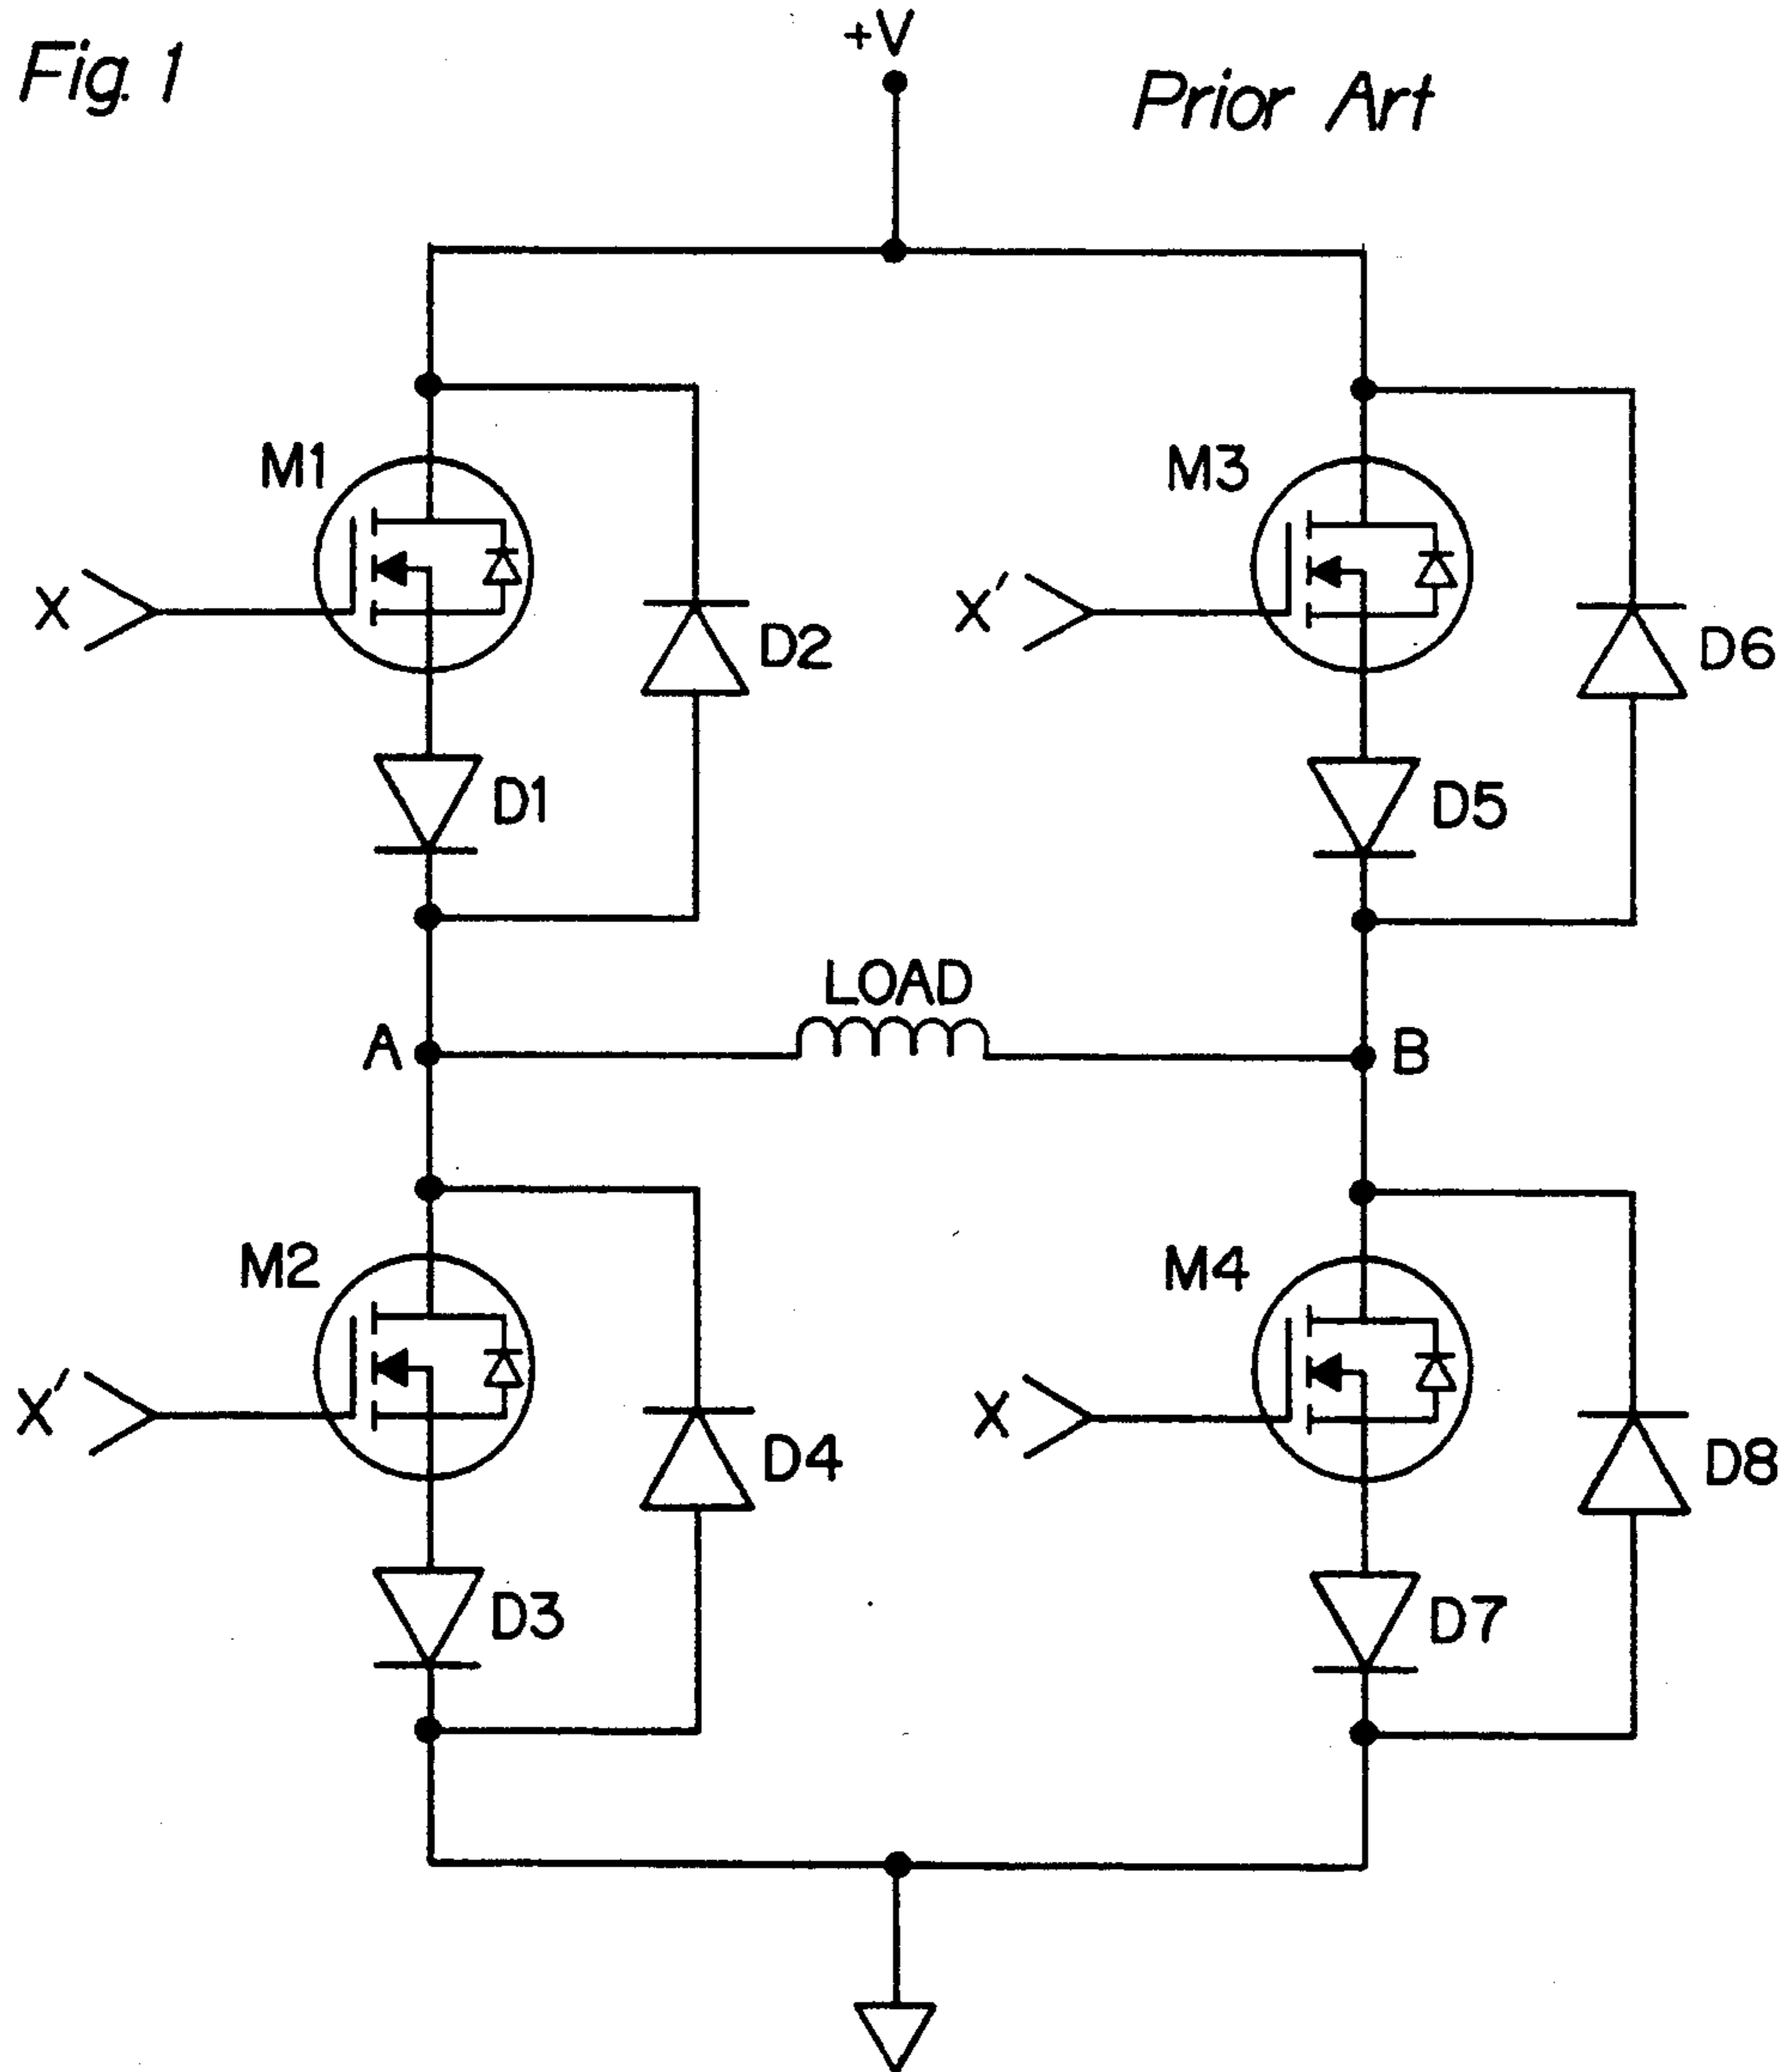 Fig. 1
+V
Prior Art
M1
M3
X
X'
D2
D6
D1
D5
LOAD
A
B
M2
M4
X'
X
D4
D8
D3
D7